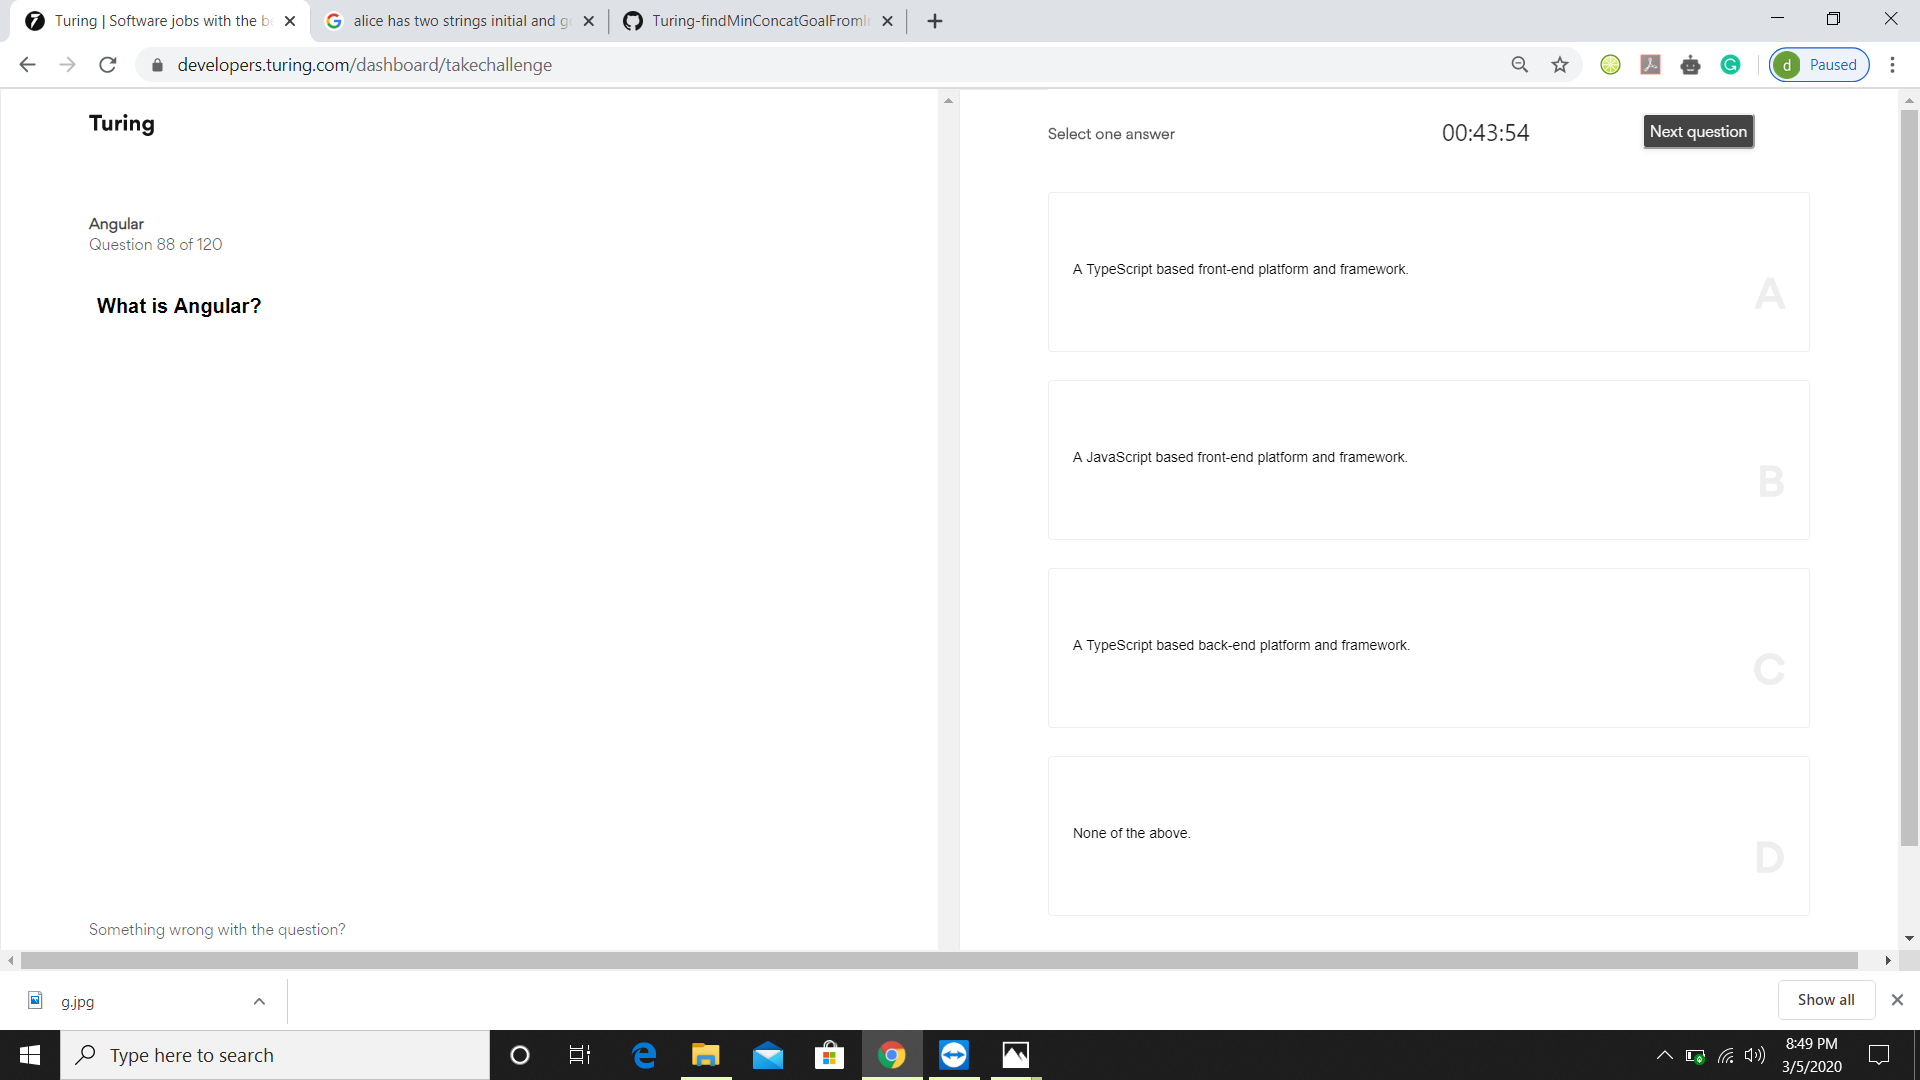 Turing | Software jobs with the b
alice has two strings initial and g
Turing-findMinConcatGoalFromI
developers.turing.com/dashboard/takechallenge
d Paused
Turing
Select one answer
00:43:54
Next question
Angular
Question 88 of 120
What is Angular?
A TypeScript based front-end platform and framework.
A
A JavaScript based front-end platform and framework.
B
A TypeScript based back-end platform and framework.
C
None of the above.
D
Something wrong with the question?
g.jpg
Show all
Type here to search
8:49 PM
3/5/2020